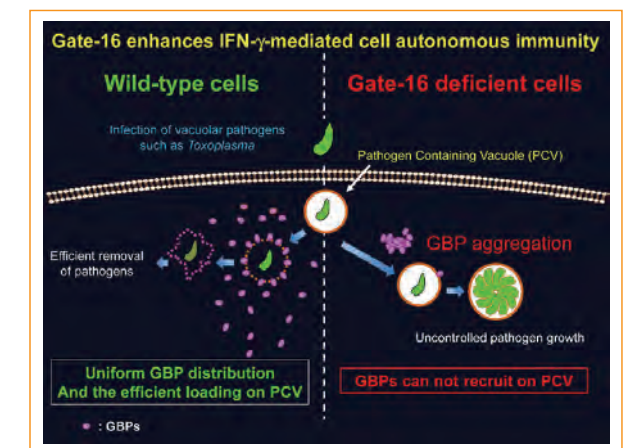 Gate-16 enhances IFN-γ-mediated cell autonomous immunity
Wild-type cells
Gate-16 deficient cells
Infection of vacuolar pathogens
such as Toxoplasma
Pathogen Containing Vacuole (PCV)
GBP aggregation
Efficient removal
of pathogens
Uncontrolled pathogen growth
Uniform GBP distribution
And the efficient loading on PCV
GBPs can not recruit on PCV
: GBPs